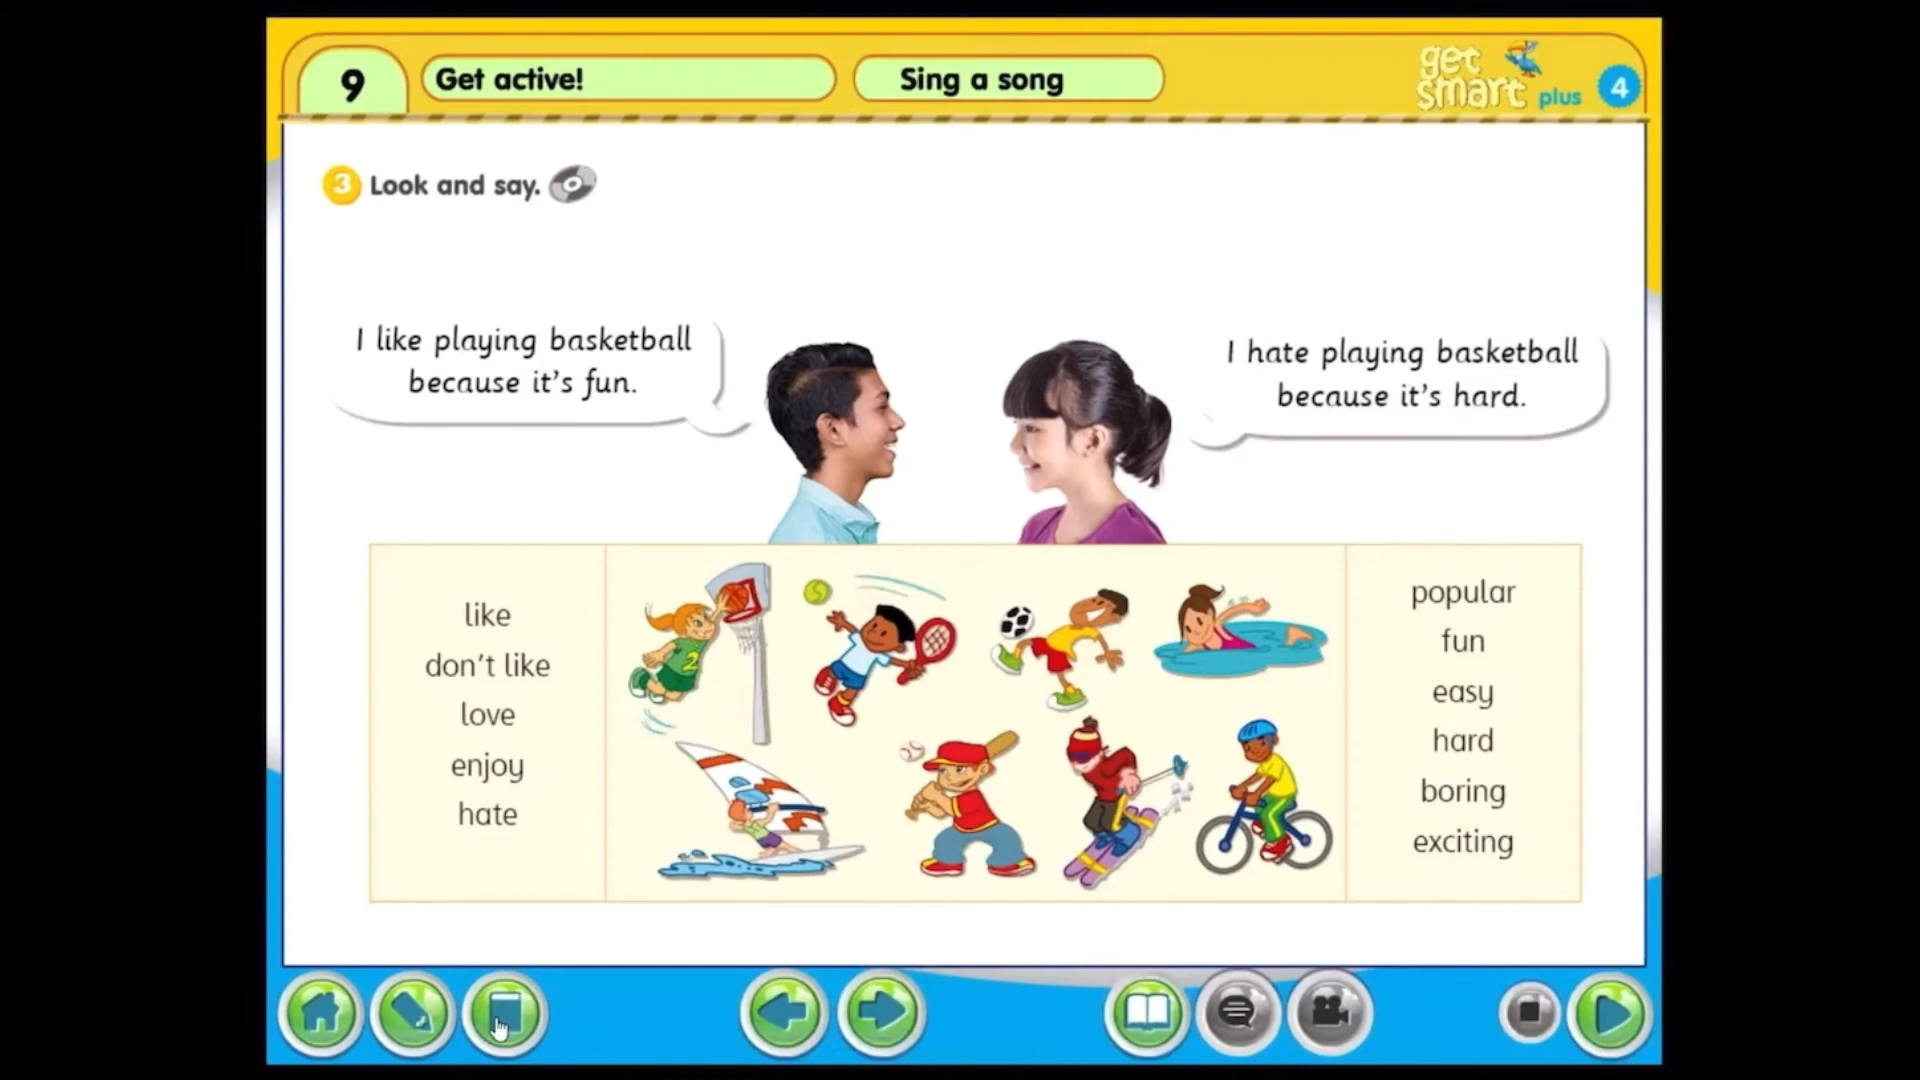 9
Get active!
Sing a song
get
smart plus 4
3 Look and say.
I like playing basketball
because it's fun.
I hate playing basketball
because it's hard.
like
don't like
love
enjoy
hate
2
popular
fun
easy
hard
boring
exciting